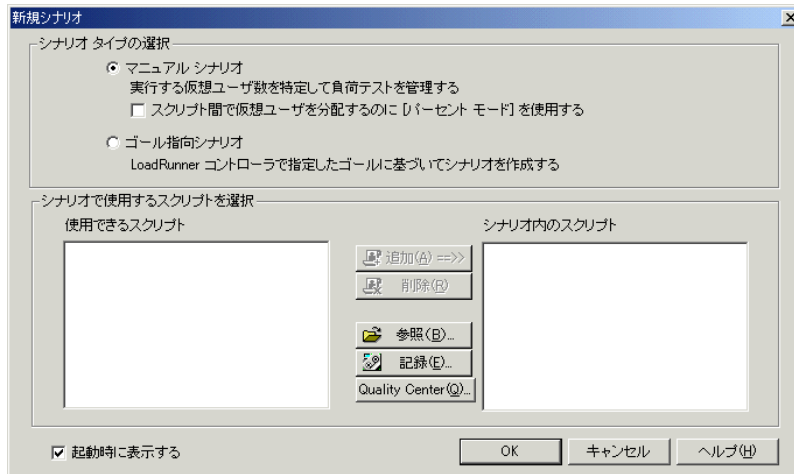 新規シナリオ
シナリオ タイプの選択
マニュアル シナリオ
実行する仮想ユーザ数を特定して負荷テストを管理する
スクリプト間で仮想ユーザを分配するのに [パーセント モード] を使用する
ゴール指向シナリオ
LoadRunner コントローラで指定したゴールに基づいてシナリオを作成する
シナリオで使用するスクリプトを選択
使用できるスクリプト
シナリオ内のスクリプト
追加(A) ==>>
削除(R)
参照(B)...
記録(E)...
Quality Center(Q)...
起動時に表示する
OK
キャンセル
ヘルプ(H)